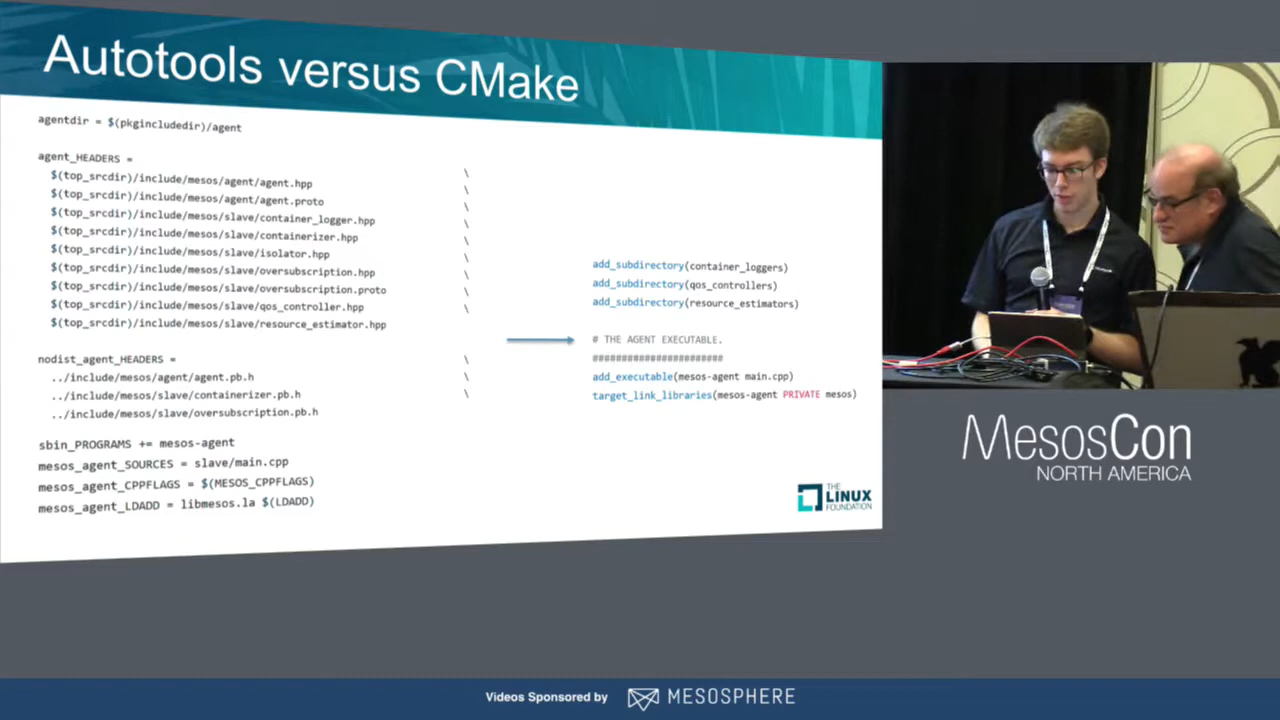 Autotools versus CMake
agentdir = $(pkgincludedir)/agent
agent_HEADERS = \
$(top_srcdir)/include/mesos/agent/agent.hpp \
$(top_srcdir)/include/mesos/agent/agent.proto \
$(top_srcdir)/include/mesos/slave/container_logger.hpp \
$(top_srcdir)/include/mesos/slave/containerizer.hpp \
$(top_srcdir)/include/mesos/slave/isolator.hpp \
$(top_srcdir)/include/mesos/slave/oversubscription.hpp \
$(top_srcdir)/include/mesos/slave/oversubscription.proto \
$(top_srcdir)/include/mesos/slave/qos_controller.hpp \
$(top_srcdir)/include/mesos/slave/resource_estimator.hpp
nodist_agent_HEADERS = \
../include/mesos/agent/agent.pb.h \
../include/mesos/slave/containerizer.pb.h \
../include/mesos/slave/oversubscription.pb.h
sbin_PROGRAMS += mesos-agent
mesos_agent_SOURCES = slave/main.cpp
mesos_agent_CPPFLAGS = $(MESOS_CPPFLAGS)
mesos_agent_LDADD = libmesos.la $(LDADD)
add_subdirectory(container_loggers)
add_subdirectory(qos_controllers)
add_subdirectory(resource_estimators)
# THE AGENT EXECUTABLE.
######################
add_executable(mesos-agent main.cpp)
target_link_libraries(mesos-agent PRIVATE mesos)
THE
LINUX
FOUNDATION
MesosCon
NORTH AMERICA
Videos Sponsored by MESOSPHERE